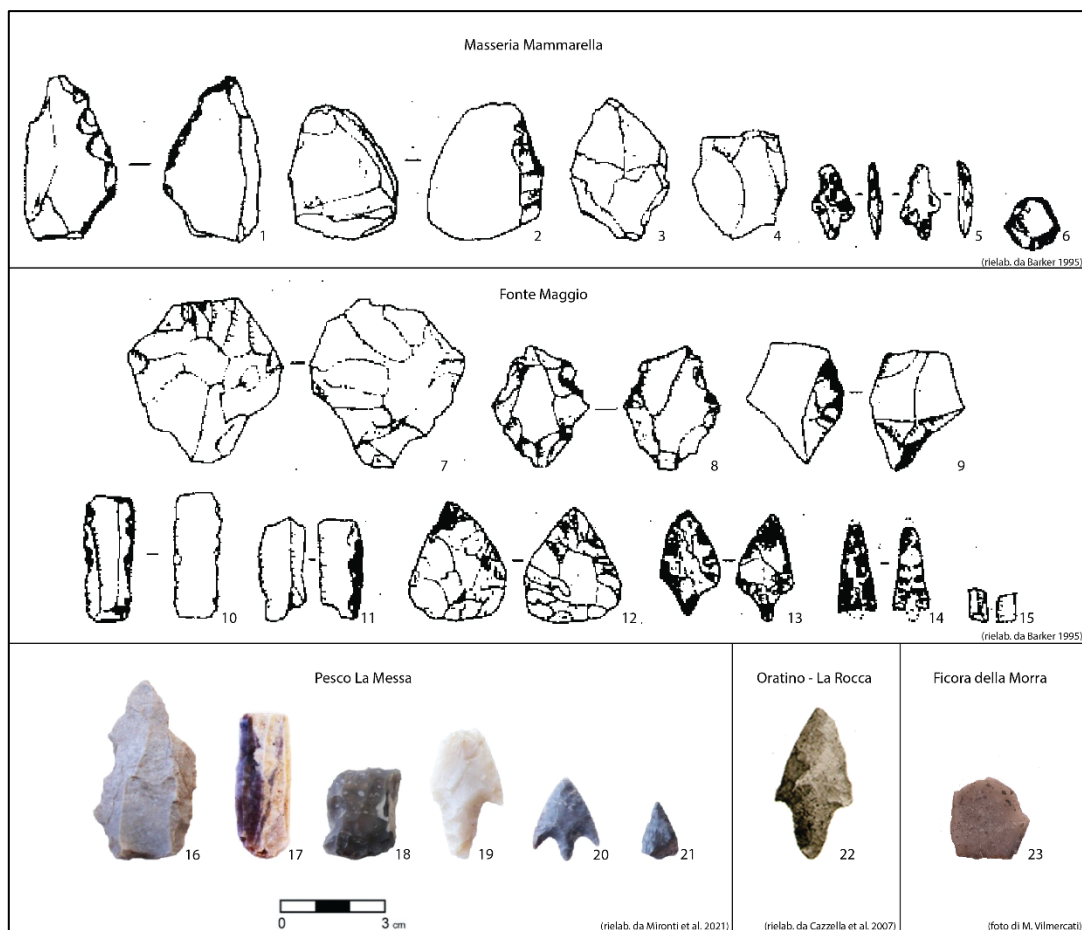 Masseria Mammarella
1
2
3
4
5
6
(rielab. da Barker 1995)
Fonte Maggio
7
8
9
10
11
12
13
14
15
(rielab. da Barker 1995)
Pesco La Messa
Oratino - La Rocca
Ficora della Morra
16
17
18
19
20
21
22
23
0
3 cm
(rielab. da Mironti et al. 2021)
(rielab. da Cazzella et al. 2007)
(foto di M. Vilmercati)